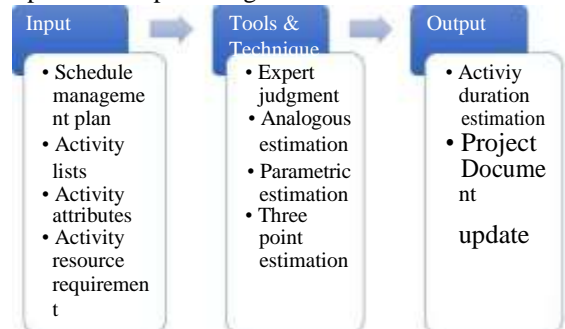 Input
• Schedule
manageme
nt plan
• Activity
lists
• Activity
attributes
• Activity
resource
requiremen
t
Tools &
Technique
• Expert
judgment
• Analogous
estimation
• Parametric
estimation
• Three
point
estimation
Output
• Activiy
duration
estimation
• Project
Docume
nt
update